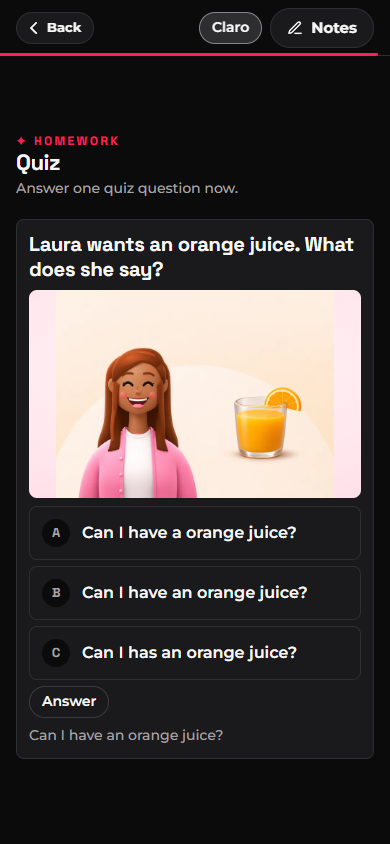 Back
Claro
Notes
✦ HOMEWORK
Quiz
Answer one quiz question now.
Laura wants an orange juice. What
does she say?
A Can I have a orange juice?
B Can I have an orange juice?
C Can I has an orange juice?
Answer
Can I have an orange juice?